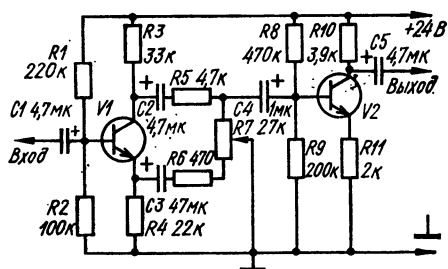 +24В
R1
220к
R3
33к
R8
470к
R10
3,9к
C5
4,7мк
Выход
C1 4,7мк
V1
Вход
C2
4,7мк
R5 4,7к
C4
1мк
R7 27к
V2
R6 470
R2
100к
C3 47мк
R4 22к
R9
200к
R11
2к